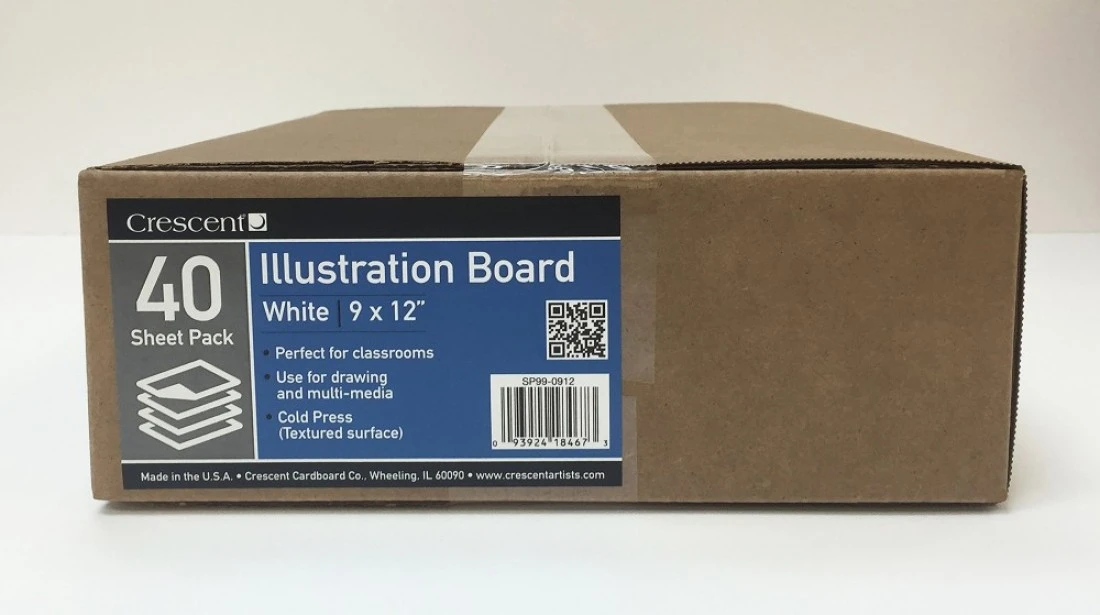 Crescent
40
Sheet Pack
Illustration Board
White | 9 x 12”
• Perfect for classrooms
• Use for drawing
and multi-media
• Cold Press
(Textured surface)
SP99-0912
0 93924 18467 3
Made in the U.S.A. • Crescent Cardboard Co., Wheeling, IL 60090 • www.crescentartists.com